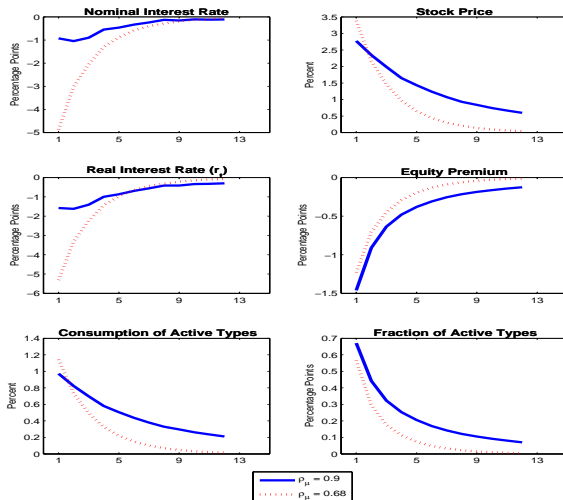 Nominal Interest Rate
Percentage Points
0
−1
−2
−3
−4
−5
1 5 9 13
Stock Price
Percent
3.5
3
2.5
2
1.5
1
0.5
0
1 5 9 13
Real Interest Rate (r_f)
Percentage Points
0
−1
−2
−3
−4
−5
−6
1 5 9 13
Equity Premium
Percentage Points
0
−0.5
−1
−1.5
1 5 9 13
Consumption of Active Types
Percent
1.4
1.2
1
0.8
0.6
0.4
0.2
0
1 5 9 13
Fraction of Active Types
Percentage Points
0.7
0.6
0.5
0.4
0.3
0.2
0.1
0
1 5 9 13
ρ_μ = 0.9
ρ_μ = 0.68